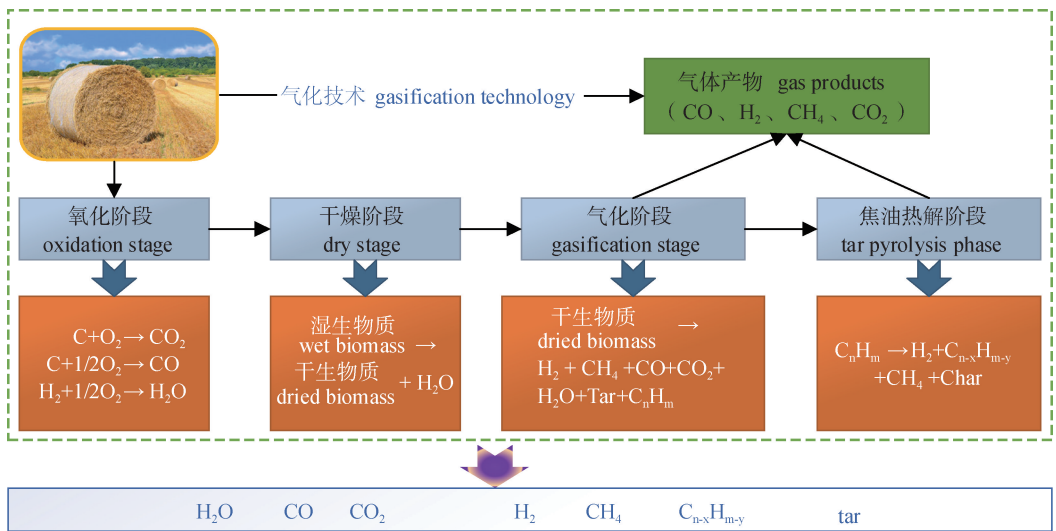 气化技术 gasification technology
气体产物 gas products
（ CO 、H₂ 、CH₄ 、CO₂ ）
氧化阶段
oxidation stage
干燥阶段
dry stage
气化阶段
gasification stage
焦油热解阶段
tar pyrolysis phase
C+O₂→ CO₂
C+1/2O₂→ CO
H₂+1/2O₂→ H₂O
湿生物质
wet biomass →
干生物质
dried biomass + H₂O
干生物质 →
dried biomass
H₂ + CH₄ +CO+CO₂+
H₂O+Tar+CₙHₘ
CₙHₘ →H₂+Cₙ₋ₓHm-y
+CH₄ +Char
H₂O CO CO₂ H₂ CH₄ Cₙ₋ₓHm-y tar